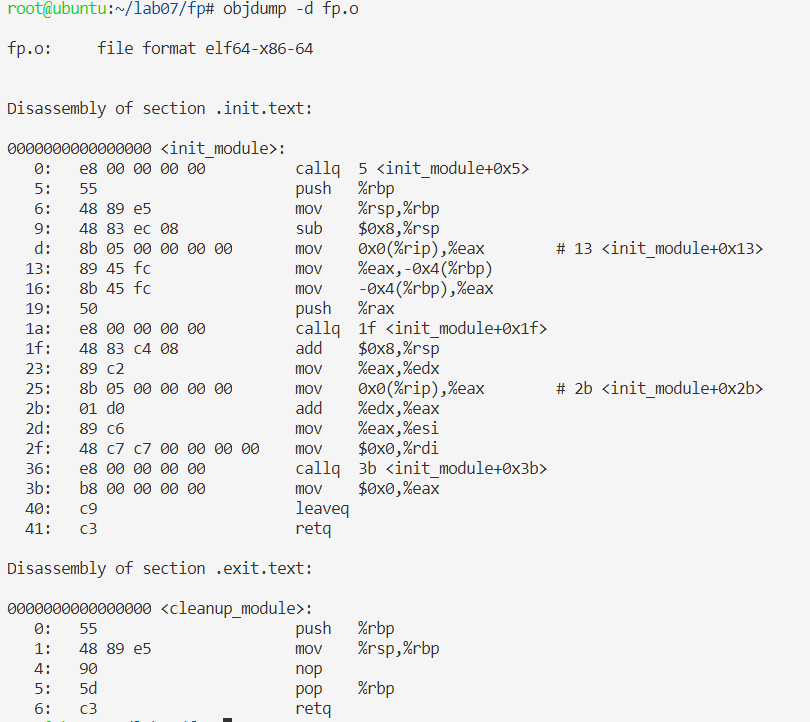 root@ubuntu:~/lab07/fp# objdump -d fp.o
fp.o:     file format elf64-x86-64
Disassembly of section .init.text:
0000000000000000 <init_module>:
   0:   e8 00 00 00 00          callq  5 <init_module+0x5>
   5:   55                      push   %rbp
   6:   48 89 e5                mov    %rsp,%rbp
   9:   48 83 ec 08             sub    $0x8,%rsp
   d:   8b 05 00 00 00 00       mov    0x0(%rip),%eax        # 13 <init_module+0x13>
  13:   89 45 fc                mov    %eax,-0x4(%rbp)
  16:   8b 45 fc                mov    -0x4(%rbp),%eax
  19:   50                      push   %rax
  1a:   e8 00 00 00 00          callq  1f <init_module+0x1f>
  1f:   48 83 c4 08             add    $0x8,%rsp
  23:   89 c2                   mov    %eax,%edx
  25:   8b 05 00 00 00 00       mov    0x0(%rip),%eax        # 2b <init_module+0x2b>
  2b:   01 d0                   add    %edx,%eax
  2d:   89 c6                   mov    %eax,%esi
  2f:   48 c7 c7 00 00 00 00    mov    $0x0,%rdi
  36:   e8 00 00 00 00          callq  3b <init_module+0x3b>
  3b:   b8 00 00 00 00          mov    $0x0,%eax
  40:   c9                      leaveq
  41:   c3                      retq
Disassembly of section .exit.text:
0000000000000000 <cleanup_module>:
   0:   55                      push   %rbp
   1:   48 89 e5                mov    %rsp,%rbp
   4:   90                      nop
   5:   5d                      pop    %rbp
   6:   c3                      retq